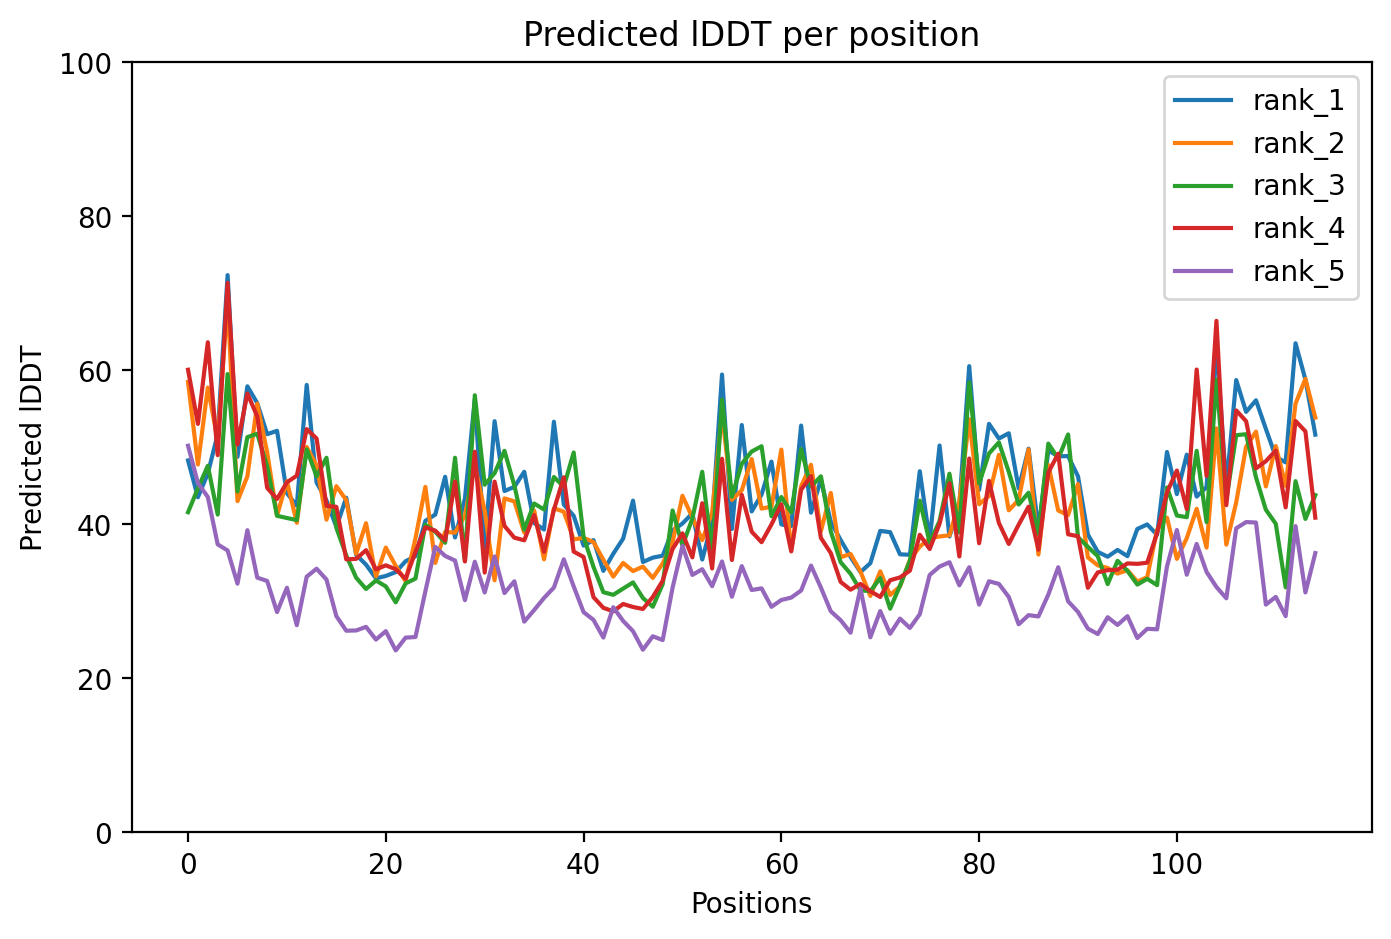 Predicted lDDT per position
100
80
60
40
20
0
Predicted lDDT
0 20 40 60 80 100
Positions
rank_1
rank_2
rank_3
rank_4
rank_5